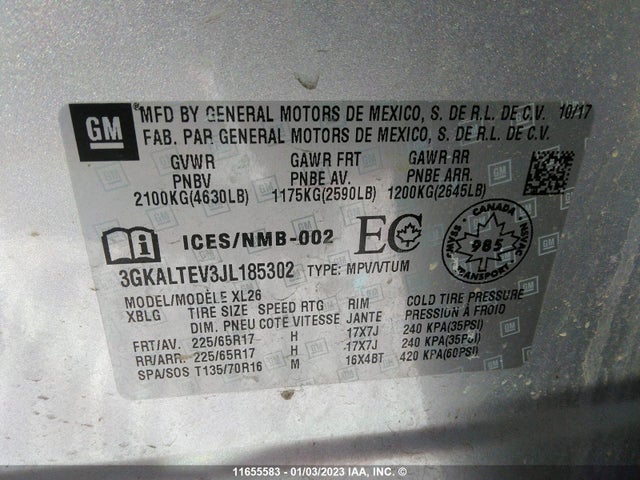 GM
® MFD BY GENERAL MOTORS DE MEXICO, S. DE R.L. DE C.V. 10/17
FAB. PAR GENERAL MOTORS DE MEXICO, S. DE R.L. DE C.V.
GVWR GAWR FRT GAWR RR
PNBV PNBE AV. PNBE ARR.
2100KG(4630LB) 1175KG(2590LB) 1200KG(2645LB)
ICES/NMB-002 EC
CANADA
NSVAC
985
CMVSS
3GKALTEV3JL185302 TYPE: MPV/VTUM
MODEL/MODÈLE XL26
XBLG TIRE SIZE SPEED RTG RIM COLD TIRE PRESSURE
DIM. PNEU COTE VITESSE JANTE PRESSION À FROID
FRT/AV. 225/65R17 H 17X7J 240 KPA(35PSI)
RR/ARR. 225/65R17 H 17X7J 240 KPA(35PSI)
SPA/SOS T135/70R16 M 16X4BT 420 KPA(60PSI)
11655583 - 01/03/2023 IAA, INC. ©